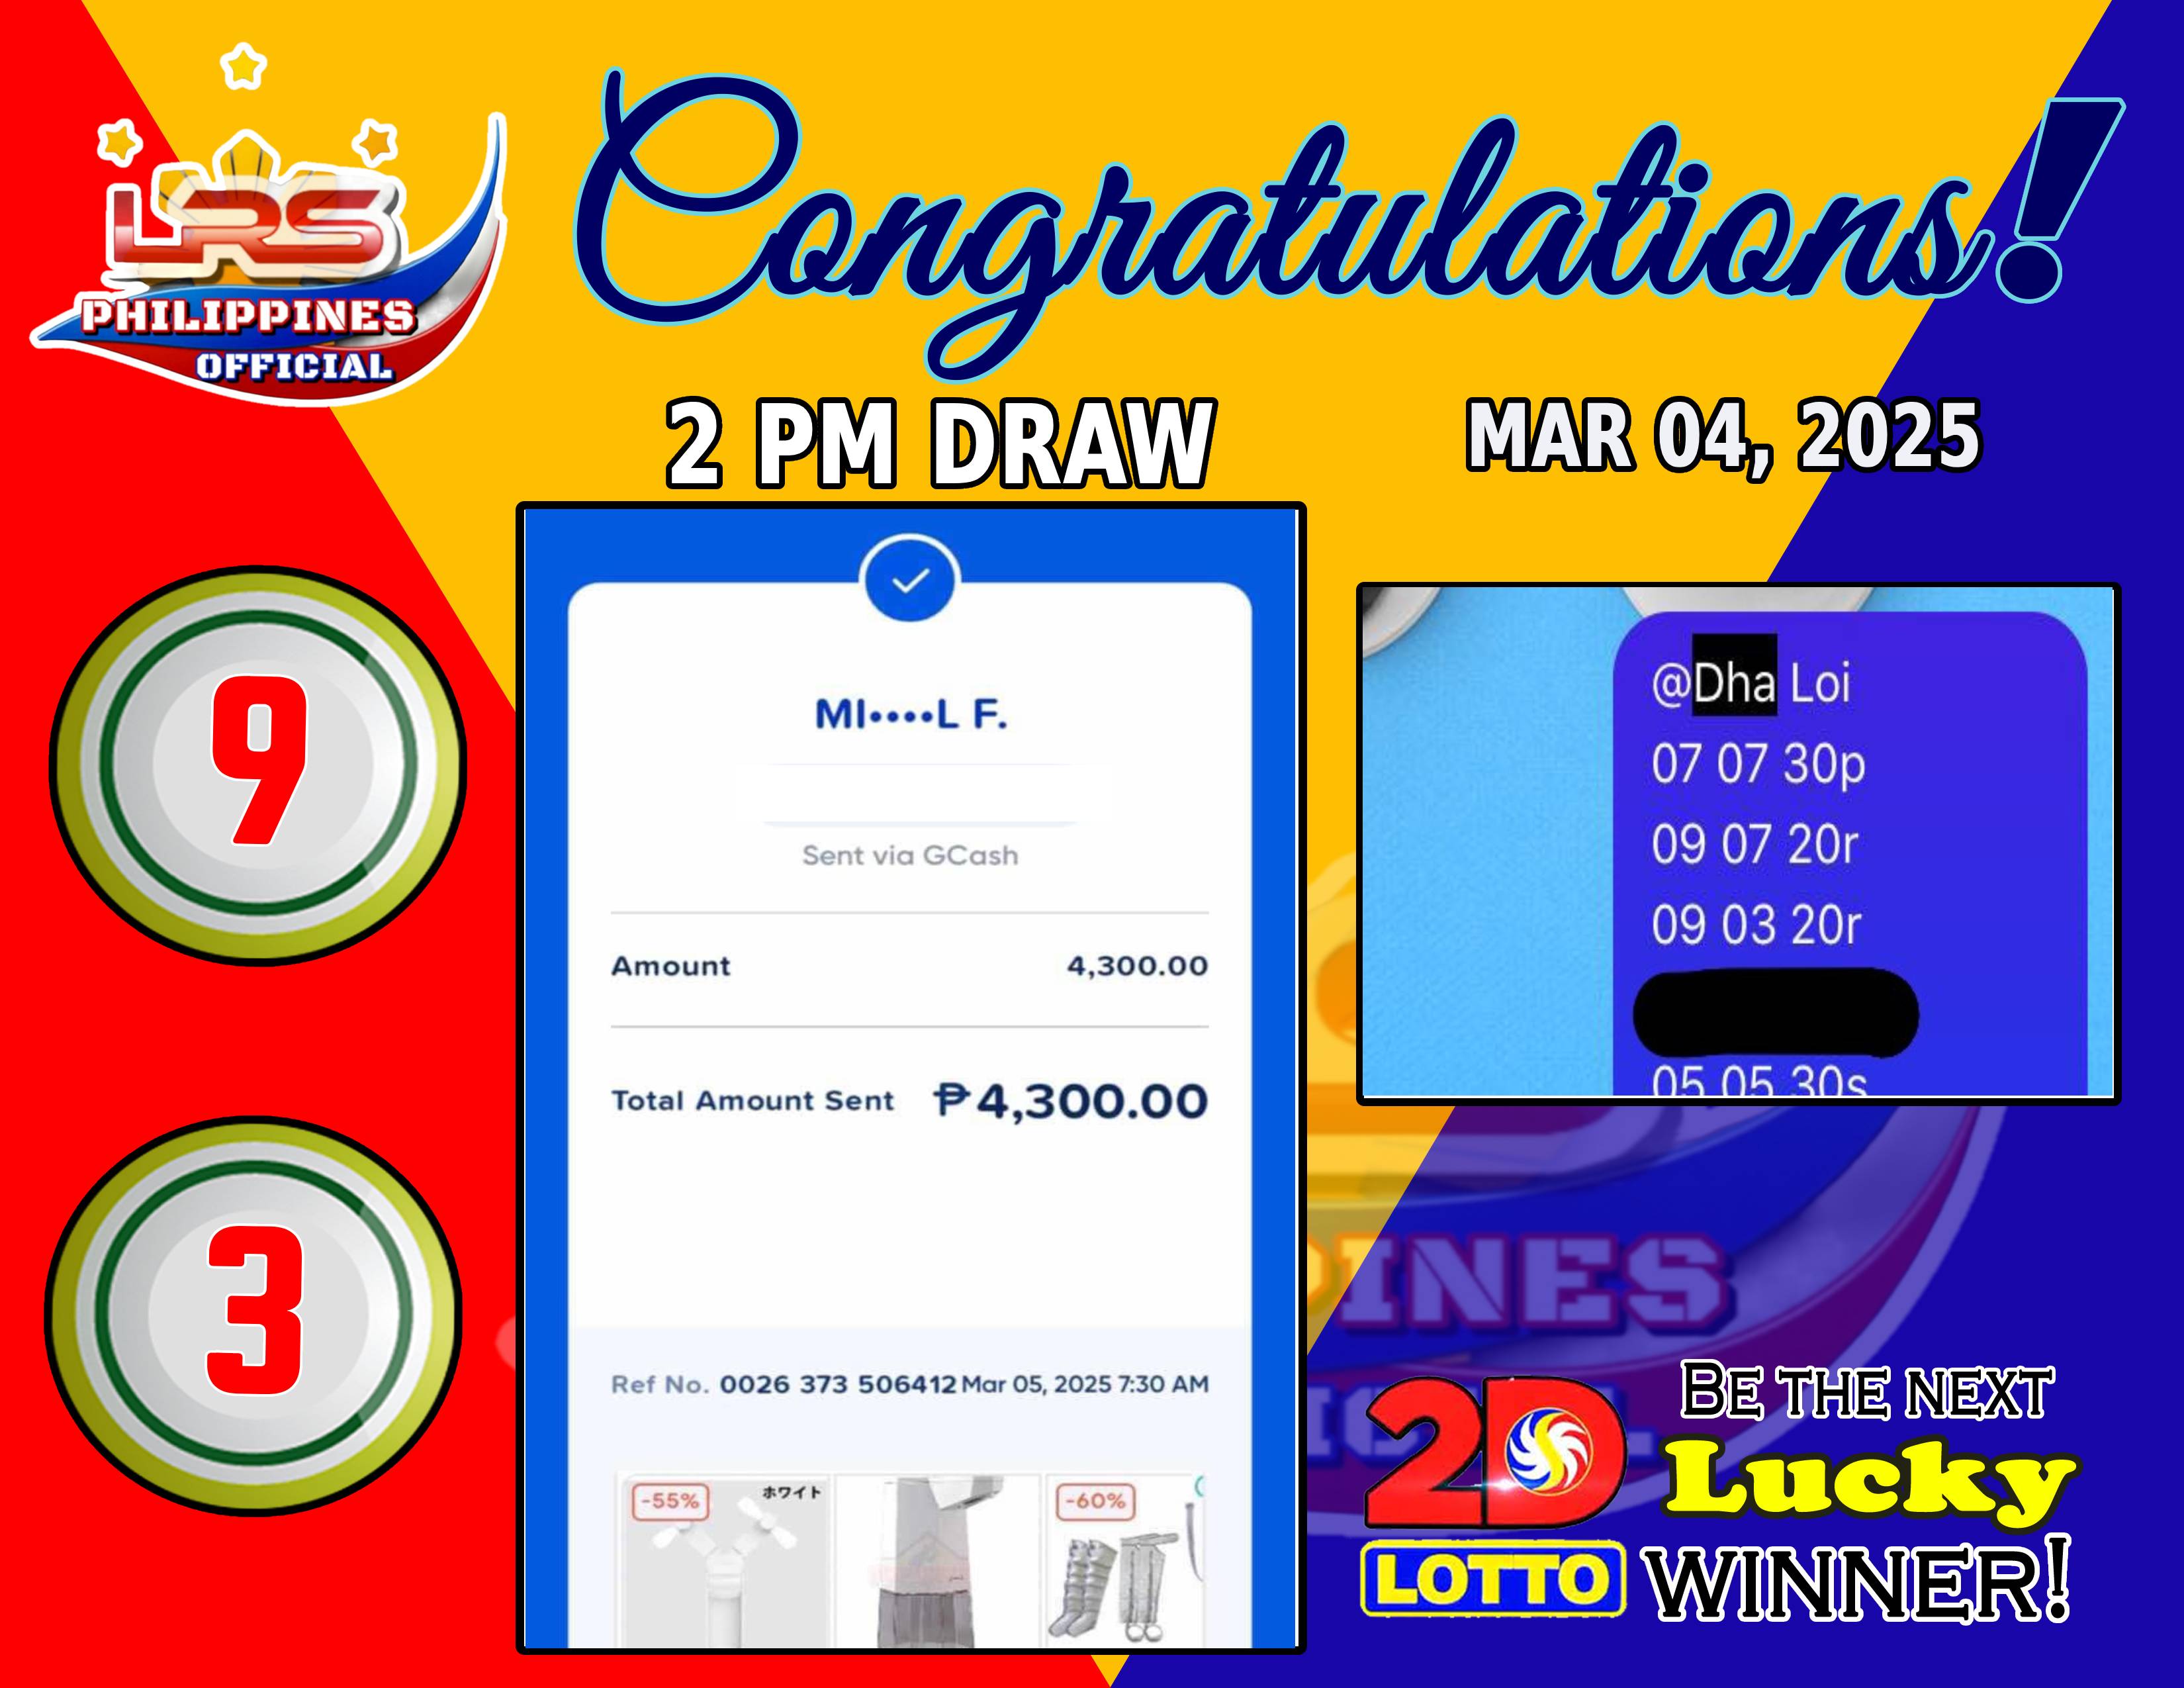 LRS
PHILIPPINES
OFFICIAL
Congratulations!
2 PM DRAW
MAR 04, 2025
9
3
MI••••L F.
Sent via GCash
Amount 4,300.00
Total Amount Sent ₱4,300.00
Ref No. 0026 373 506412 Mar 05, 2025 7:30 AM
-55%
ホワイト
-60%
@Dha Loi
07 07 30p
09 07 20r
09 03 20r
05 05 30s
PINES
2D
LOTTO
BE THE NEXT
Lucky
WINNER!